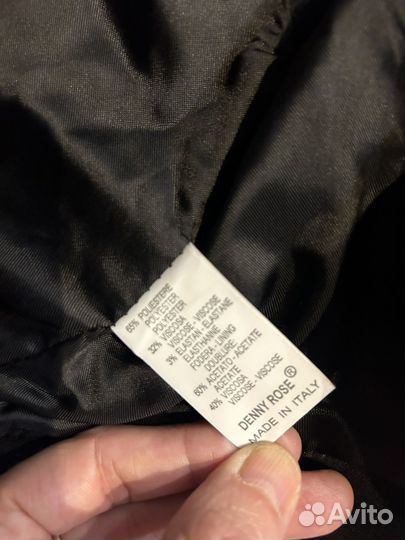 65% POLIESTERE
POLYESTER
POLYESTER
32% VISCOSA
VISCOSE - VISCOSE
3% ELASTAN - ELASTANE
ELASTHANNE
FODERA - LINING
DOUBLURE:
60% ACETATO - ACETATE
ACETATE
40% VISCOSA
VISCOSE - VISCOSE
DENNY ROSE ®
MADE IN ITALY
Avito